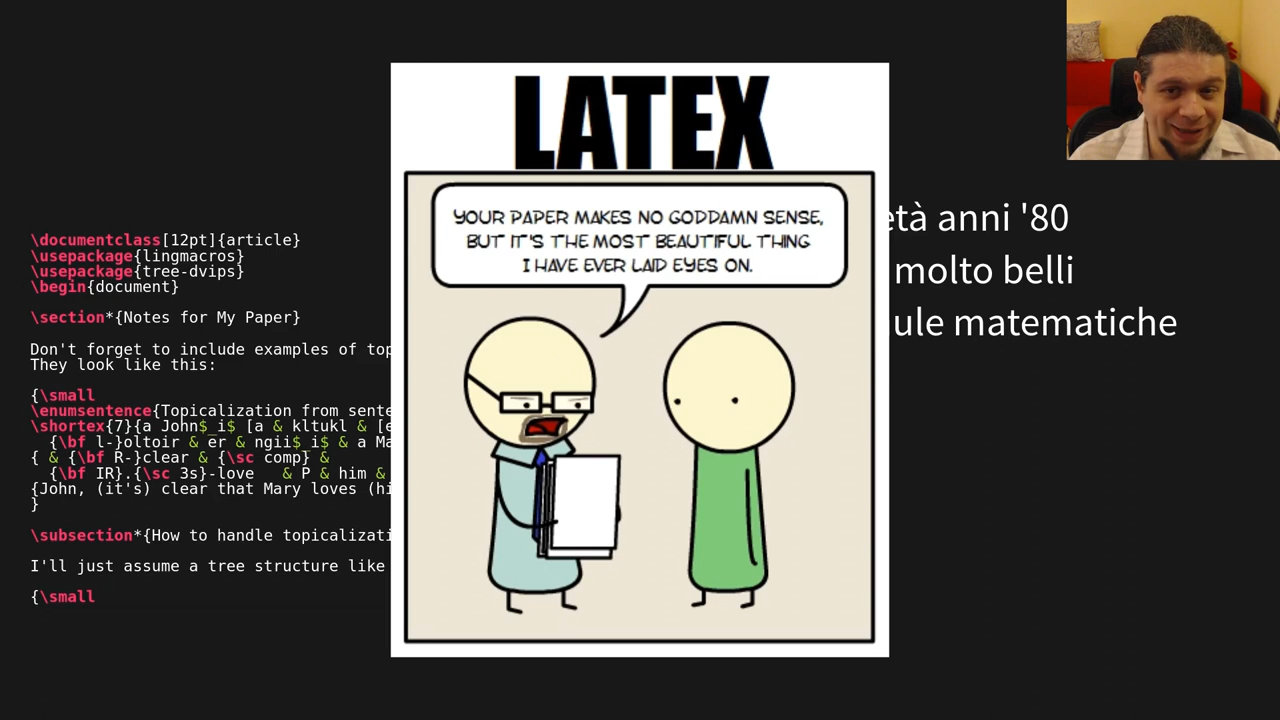 LATEX
YOUR PAPER MAKES NO GODDAMN SENSE,
BUT IT'S THE MOST BEAUTIFUL THING
I HAVE EVER LAID EYES ON.
\documentclass[12pt]{article}
\usepackage{lingmacros}
\usepackage{tree-dvips}
\begin{document}
\section*{Notes for My Paper}
Don't forget to include examples of top
They look like this:
{\small
\enumsentence{Topicalization from sente
\shortex{7}{a John$_i$ [a & kltukl & [e
{\bf l-}oltoir & er & ngii$_i$ & a Ma
{ & {\bf R-}clear & {\sc comp} &
{\bf IR}.{\sc 3s}-love & P & him &
{John, (it's) clear that Mary loves (hi
}
\subsection*{How to handle topicalizati
I'll just assume a tree structure like
{\small
età anni '80
molto belli
ule matematiche